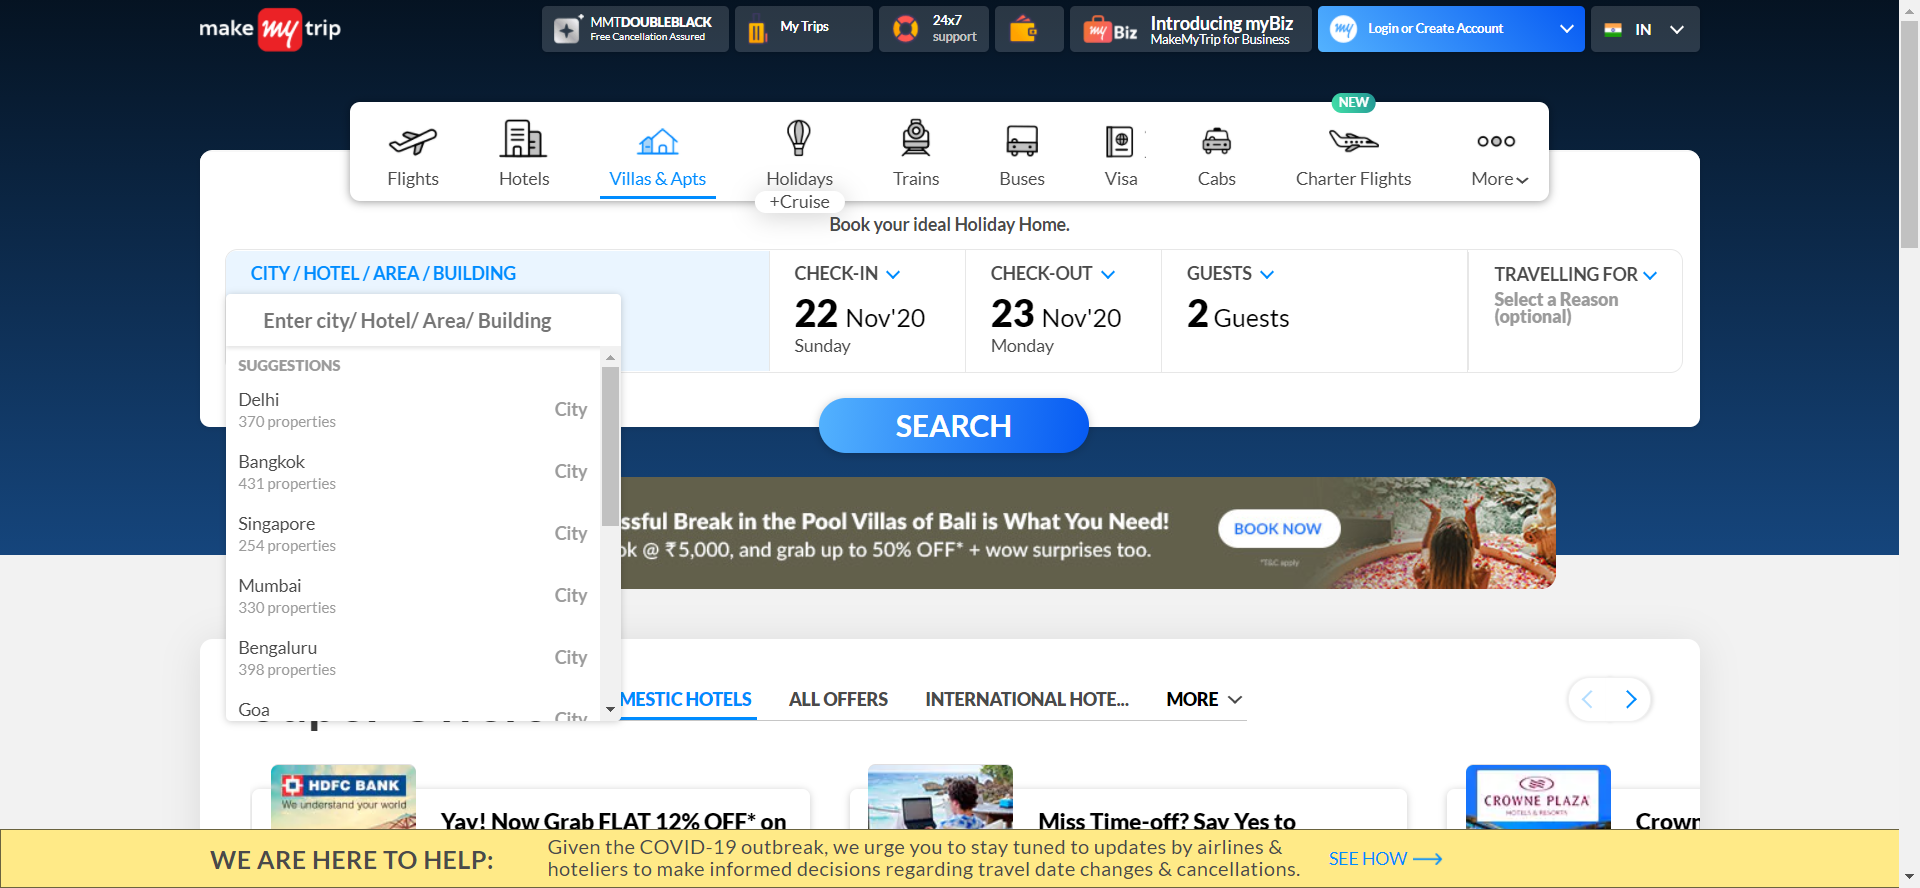 make my trip
MMTDOUBLEBLACK
Free Cancellation Assured
My Trips
24x7
support
my Biz
Introducing myBiz
MakeMyTrip for Business
my
Login or Create Account
IN
NEW
Flights
Hotels
Villas & Apts
Holidays
+Cruise
Trains
Buses
Visa
Cabs
Charter Flights
More
Book your ideal Holiday Home.
CITY / HOTEL / AREA / BUILDING
CHECK-IN
22 Nov'20
Sunday
CHECK-OUT
23 Nov'20
Monday
GUESTS
2 Guests
TRAVELLING FOR
Select a Reason
(optional)
Enter city/ Hotel/ Area/ Building
SUGGESTIONS
Delhi
370 properties
City
Bangkok
431 properties
City
Singapore
254 properties
City
Mumbai
330 properties
City
Bengaluru
398 properties
City
Goa
City
SEARCH
ssful Break in the Pool Villas of Bali is What You Need!
ok @ ₹5,000, and grab up to 50% OFF* + wow surprises too.
BOOK NOW
*T&C apply
MESTIC HOTELS
ALL OFFERS
INTERNATIONAL HOTE...
MORE
HDFC BANK
We understand your world
Yay! Now Grab FLAT 12% OFF* on
Miss Time-off? Say Yes to
CROWNE PLAZA
HOTELS & RESORTS
Crown
WE ARE HERE TO HELP:
Given the COVID-19 outbreak, we urge you to stay tuned to updates by airlines &
hoteliers to make informed decisions regarding travel date changes & cancellations.
SEE HOW